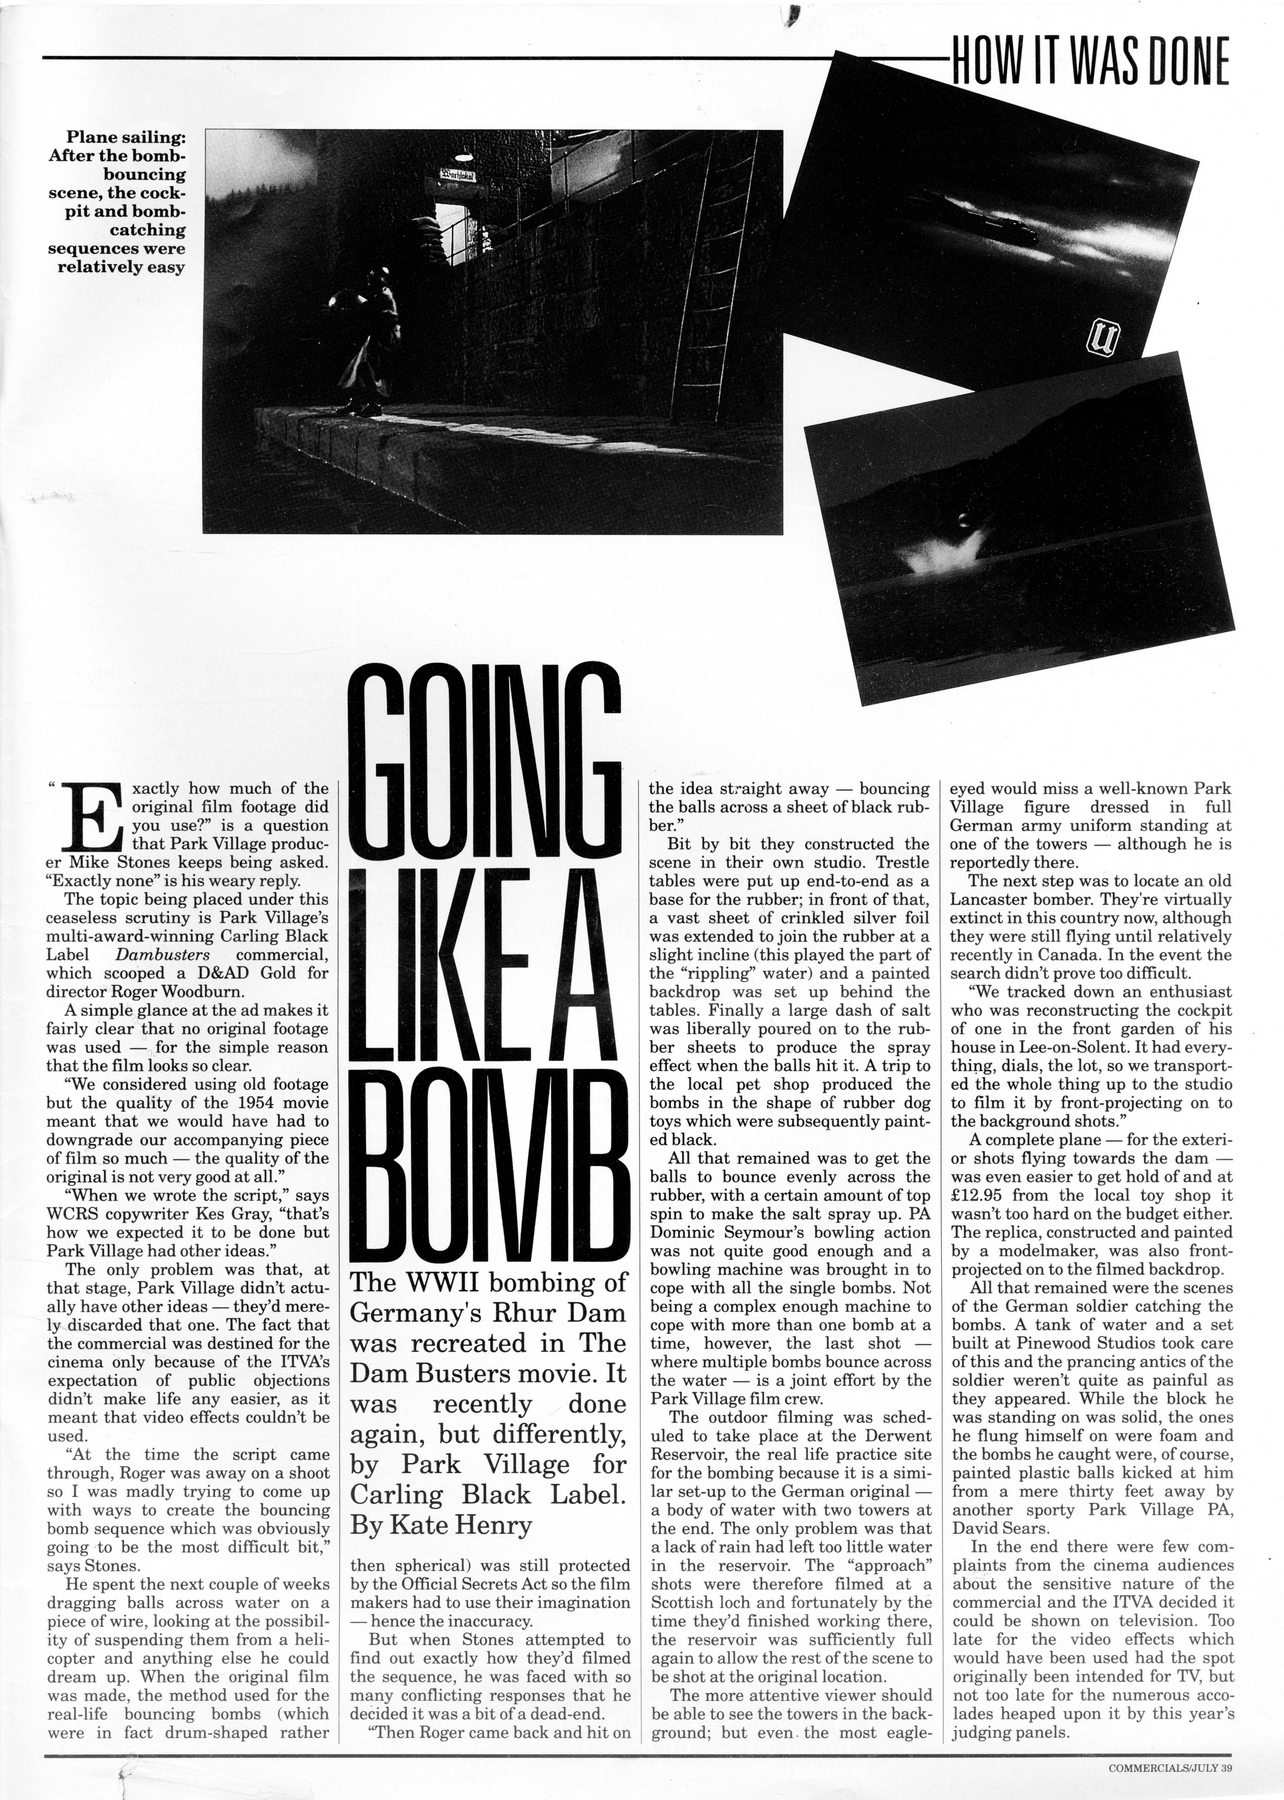 HOW IT WAS DONE
Plane sailing:
After the bomb-
bouncing
scene, the cock-
pit and bomb-
catching
sequences were
relatively easy
Wachlokal
U
GOING
LIKE A
BOMB
The WWII bombing of
Germany's Rhur Dam
was recreated in The
Dam Busters movie. It
was recently done
again, but differently,
by Park Village for
Carling Black Label.
By Kate Henry
“Exactly how much of the
original film footage did
you use?” is a question
that Park Village produc-
er Mike Stones keeps being asked.
“Exactly none” is his weary reply.
The topic being placed under this
ceaseless scrutiny is Park Village's
multi-award-winning Carling Black
Label Dambusters commercial,
which scooped a D&AD Gold for
director Roger Woodburn.
A simple glance at the ad makes it
fairly clear that no original footage
was used — for the simple reason
that the film looks so clear.
“We considered using old footage
but the quality of the 1954 movie
meant that we would have had to
downgrade our accompanying piece
of film so much — the quality of the
original is not very good at all.”
“When we wrote the script,” says
WCRS copywriter Kes Gray, “that's
how we expected it to be done but
Park Village had other ideas.”
The only problem was that, at
that stage, Park Village didn't actu-
ally have other ideas — they'd mere-
ly discarded that one. The fact that
the commercial was destined for the
cinema only because of the ITVA's
expectation of public objections
didn't make life any easier, as it
meant that video effects couldn't be
used.
“At the time the script came
through, Roger was away on a shoot
so I was madly trying to come up
with ways to create the bouncing
bomb sequence which was obviously
going to be the most difficult bit,”
says Stones.
He spent the next couple of weeks
dragging balls across water on a
piece of wire, looking at the possibil-
ity of suspending them from a heli-
copter and anything else he could
dream up. When the original film
was made, the method used for the
real-life bouncing bombs (which
were in fact drum-shaped rather
then spherical) was still protected
by the Official Secrets Act so the film
makers had to use their imagination
— hence the inaccuracy.
But when Stones attempted to
find out exactly how they'd filmed
the sequence, he was faced with so
many conflicting responses that he
decided it was a bit of a dead-end.
“Then Roger came back and hit on
the idea straight away — bouncing
the balls across a sheet of black rub-
ber.”
Bit by bit they constructed the
scene in their own studio. Trestle
tables were put up end-to-end as a
base for the rubber; in front of that,
a vast sheet of crinkled silver foil
was extended to join the rubber at a
slight incline (this played the part of
the “rippling” water) and a painted
backdrop was set up behind the
tables. Finally a large dash of salt
was liberally poured on to the rub-
ber sheets to produce the spray
effect when the balls hit it. A trip to
the local pet shop produced the
bombs in the shape of rubber dog
toys which were subsequently paint-
ed black.
All that remained was to get the
balls to bounce evenly across the
rubber, with a certain amount of top
spin to make the salt spray up. PA
Dominic Seymour's bowling action
was not quite good enough and a
bowling machine was brought in to
cope with all the single bombs. Not
being a complex enough machine to
cope with more than one bomb at a
time, however, the last shot —
where multiple bombs bounce across
the water — is a joint effort by the
Park Village film crew.
The outdoor filming was sched-
uled to take place at the Derwent
Reservoir, the real life practice site
for the bombing because it is a simi-
lar set-up to the German original —
a body of water with two towers at
the end. The only problem was that
a lack of rain had left too little water
in the reservoir. The “approach”
shots were therefore filmed at a
Scottish loch and fortunately by the
time they'd finished working there,
the reservoir was sufficiently full
again to allow the rest of the scene to
be shot at the original location.
The more attentive viewer should
be able to see the towers in the back-
ground; but even the most eagle-
eyed would miss a well-known Park
Village figure dressed in full
German army uniform standing at
one of the towers — although he is
reportedly there.
The next step was to locate an old
Lancaster bomber. They're virtually
extinct in this country now, although
they were still flying until relatively
recently in Canada. In the event the
search didn't prove too difficult.
“We tracked down an enthusiast
who was reconstructing the cockpit
of one in the front garden of his
house in Lee-on-Solent. It had every-
thing, dials, the lot, so we transport-
ed the whole thing up to the studio
to film it by front-projecting on to
the background shots.”
A complete plane — for the exteri-
or shots flying towards the dam —
was even easier to get hold of and at
£12.95 from the local toy shop it
wasn't too hard on the budget either.
The replica, constructed and painted
by a modelmaker, was also front-
projected on to the filmed backdrop.
All that remained were the scenes
of the German soldier catching the
bombs. A tank of water and a set
built at Pinewood Studios took care
of this and the prancing antics of the
soldier weren't quite as painful as
they appeared. While the block he
was standing on was solid, the ones
he flung himself on were foam and
the bombs he caught were, of course,
painted plastic balls kicked at him
from a mere thirty feet away by
another sporty Park Village PA,
David Sears.
In the end there were few com-
plaints from the cinema audiences
about the sensitive nature of the
commercial and the ITVA decided it
could be shown on television. Too
late for the video effects which
would have been used had the spot
originally been intended for TV, but
not too late for the numerous acco-
lades heaped upon it by this year's
judging panels.
COMMERCIALS/JULY 39